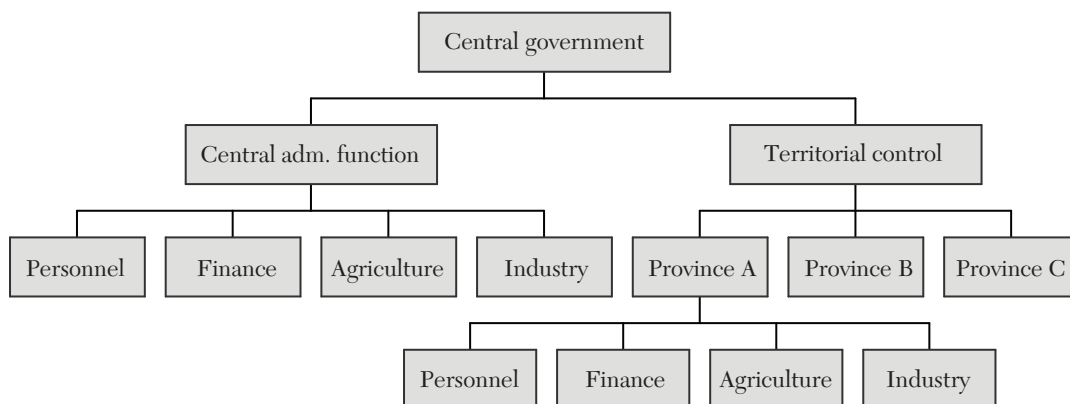 Central government
Central adm. function
Territorial control
Personnel
Finance
Agriculture
Industry
Province A
Province B
Province C
Personnel
Finance
Agriculture
Industry